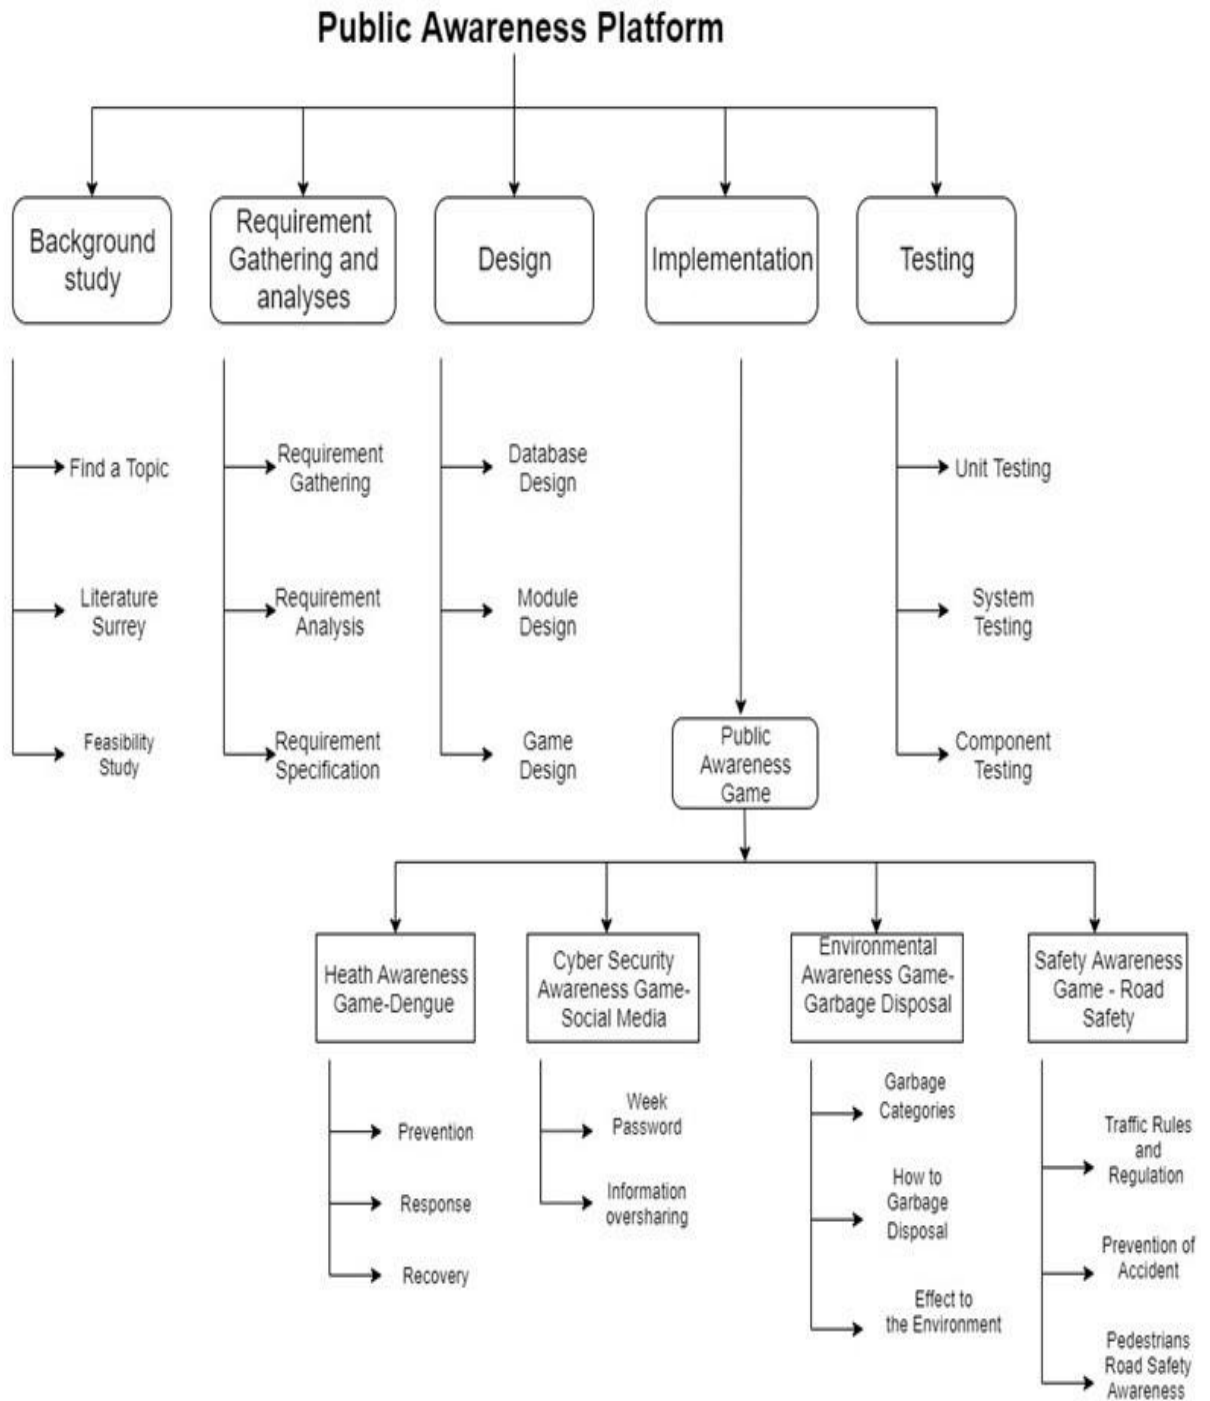 Public Awareness Platform
Background
study
Requirement
Gathering and
analyses
Design
Implementation
Testing
Find a Topic
Literature
Surrey
Feasibility
Study
Requirement
Gathering
Requirement
Analysis
Requirement
Specification
Database
Design
Module
Design
Game
Design
Public
Awareness
Game
Unit Testing
System
Testing
Component
Testing
Heath Awareness
Game-Dengue
Cyber Security
Awareness Game-
Social Media
Environmental
Awareness Game-
Garbage Disposal
Safety Awareness
Game - Road
Safety
Prevention
Response
Recovery
Week
Password
Information
oversharing
Garbage
Categories
How to
Garbage
Disposal
Effect to
the Environment
Traffic Rules
and
Regulation
Prevention of
Accident
Pedestrians
Road Safety
Awareness